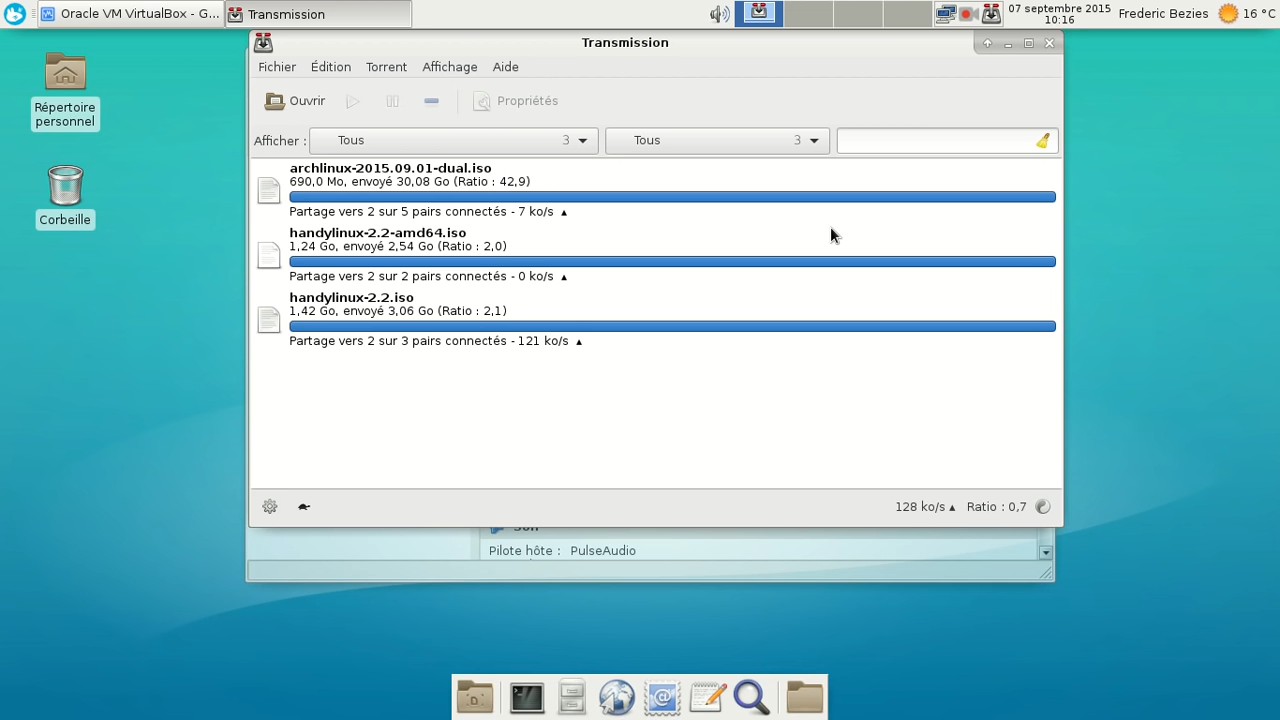 Oracle VM VirtualBox - G...
Transmission
07 septembre 2015
10:16
Frederic Bezies
16 °C
Transmission
Répertoire
personnel
Corbeille
Fichier Édition Torrent Affichage Aide
Ouvrir
Propriétés
Afficher : Tous 3 Tous 3
archlinux-2015.09.01-dual.iso
690,0 Mo, envoyé 30,08 Go (Ratio : 42,9)
Partage vers 2 sur 5 pairs connectés - 7 ko/s ▲
handylinux-2.2-amd64.iso
1,24 Go, envoyé 2,54 Go (Ratio : 2,0)
Partage vers 2 sur 2 pairs connectés - 0 ko/s ▲
handylinux-2.2.iso
1,42 Go, envoyé 3,06 Go (Ratio : 2,1)
Partage vers 2 sur 3 pairs connectés - 121 ko/s ▲
128 ko/s ▲ Ratio : 0,7
Pilote hôte : PulseAudio